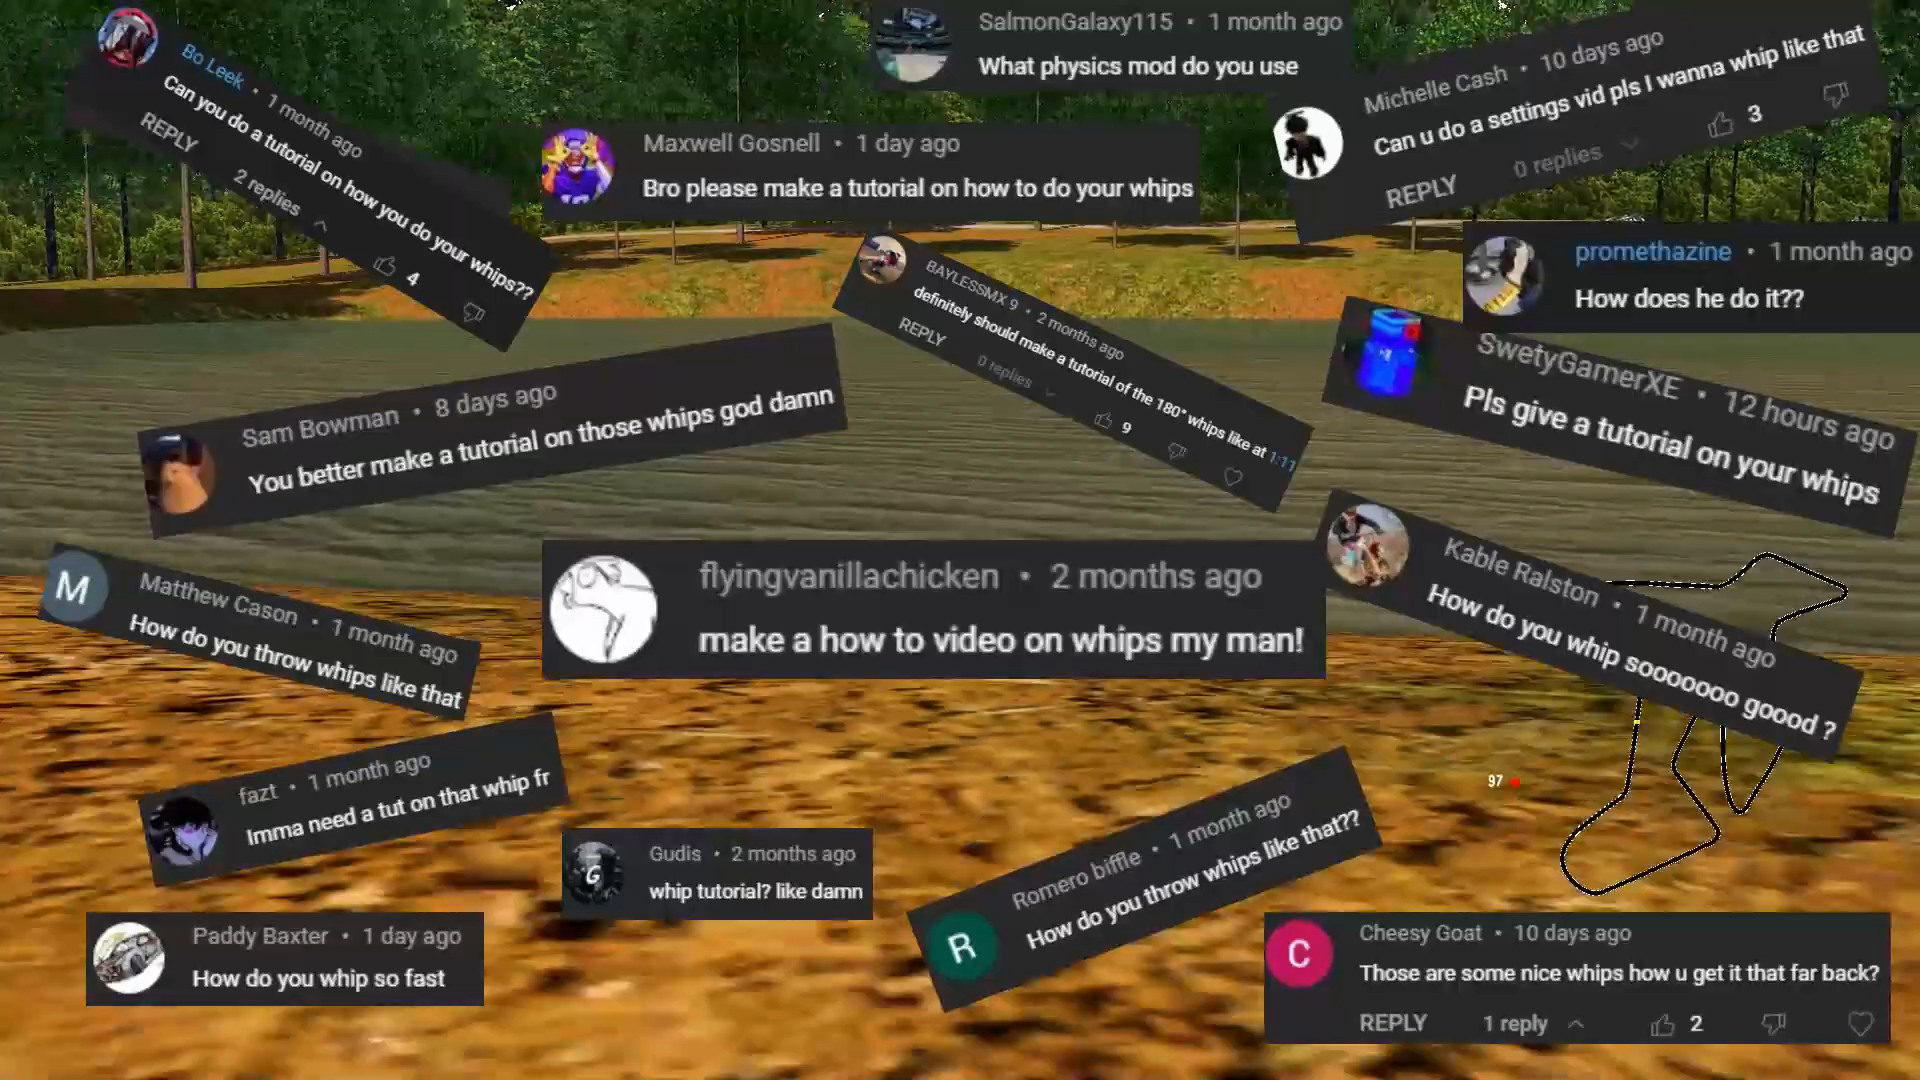 SalmonGalaxy115 • 1 month ago
What physics mod do you use
Bo Leek • 1 month ago
Can you do a tutorial on how you do your whips??
REPLY
2 replies
4
Maxwell Gosnell • 1 day ago
Bro please make a tutorial on how to do your whips
Michelle Cash • 10 days ago
Can u do a settings vid pls I wanna whip like that
REPLY
0 replies
3
promethazine • 1 month ago
How does he do it??
BAYLESSMX 9 • 2 months ago
definitely should make a tutorial of the 180° whips like at 1:11
REPLY
0 replies
9
SwetyGamerXE • 12 hours ago
Pls give a tutorial on your whips
Sam Bowman • 8 days ago
You better make a tutorial on those whips god damn
M
Matthew Cason • 1 month ago
How do you throw whips like that
flyingvanillachicken • 2 months ago
make a how to video on whips my man!
Kable Ralston • 1 month ago
How do you whip sooooooo goood ?
fazt • 1 month ago
Imma need a tut on that whip fr
97
G
Gudis • 2 months ago
whip tutorial? like damn
R
Romero biffle • 1 month ago
How do you throw whips like that??
Paddy Baxter • 1 day ago
How do you whip so fast
C
Cheesy Goat • 10 days ago
Those are some nice whips how u get it that far back?
REPLY
1 reply
2